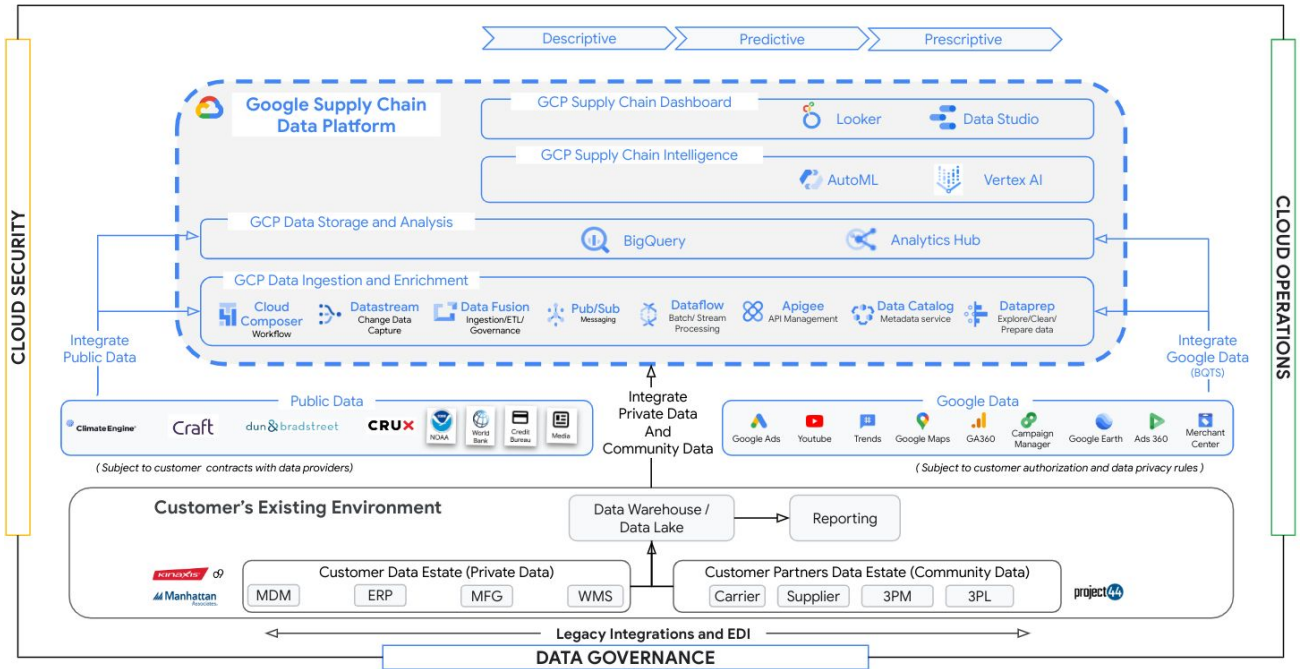 Descriptive
Predictive
Prescriptive
Google Supply Chain
Data Platform
GCP Supply Chain Dashboard
Looker
Data Studio
GCP Supply Chain Intelligence
AutoML
Vertex AI
GCP Data Storage and Analysis
BigQuery
Analytics Hub
GCP Data Ingestion and Enrichment
Cloud
Composer
Workflow
Datastream
Change Data
Capture
Data Fusion
Ingestion/ETL/
Governance
Pub/Sub
Messaging
Dataflow
Batch/ Stream
Processing
Apigee
API Management
Data Catalog
Metadata service
Dataprep
Explore/Clean/
Prepare data
CLOUD SECURITY
CLOUD OPERATIONS
Integrate
Public Data
Integrate
Google Data
(BQTS)
Integrate
Private Data
And
Community Data
Public Data
ClimateEngine
Craft
dun & bradstreet
CRUX
NOAA
World
Bank
Credit
Bureau
Media
( Subject to customer contracts with data providers)
Google Data
Google Ads
Youtube
Trends
Google Maps
GA360
Campaign
Manager
Google Earth
Ads 360
Merchant
Center
( Subject to customer authorization and data privacy rules )
Customer's Existing Environment
Data Warehouse /
Data Lake
Reporting
Kinaxis
o9
Manhattan
Associates.
Customer Data Estate (Private Data)
MDM
ERP
MFG
WMS
Customer Partners Data Estate (Community Data)
Carrier
Supplier
3PM
3PL
project44
Legacy Integrations and EDI
DATA GOVERNANCE